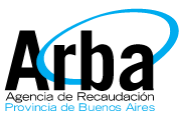 Arba
Agencia de Recaudación
Provincia de Buenos Aires